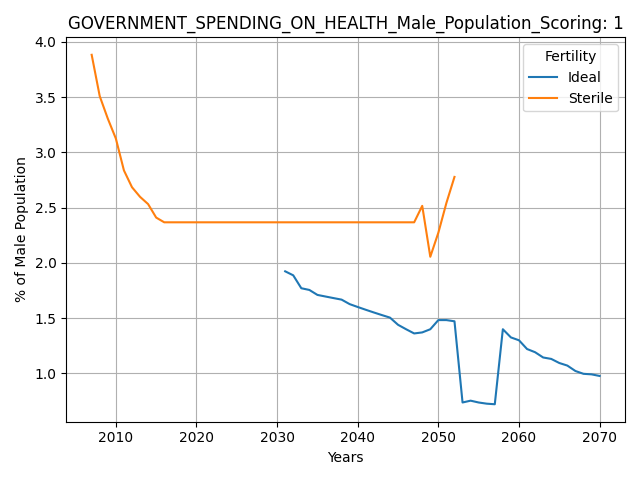 GOVERNMENT_SPENDING_ON_HEALTH_Male_Population_Scoring: 1
4.0
3.5
3.0
2.5
2.0
1.5
1.0
% of Male Population
Fertility
Ideal
Sterile
2010 2020 2030 2040 2050 2060 2070
Years